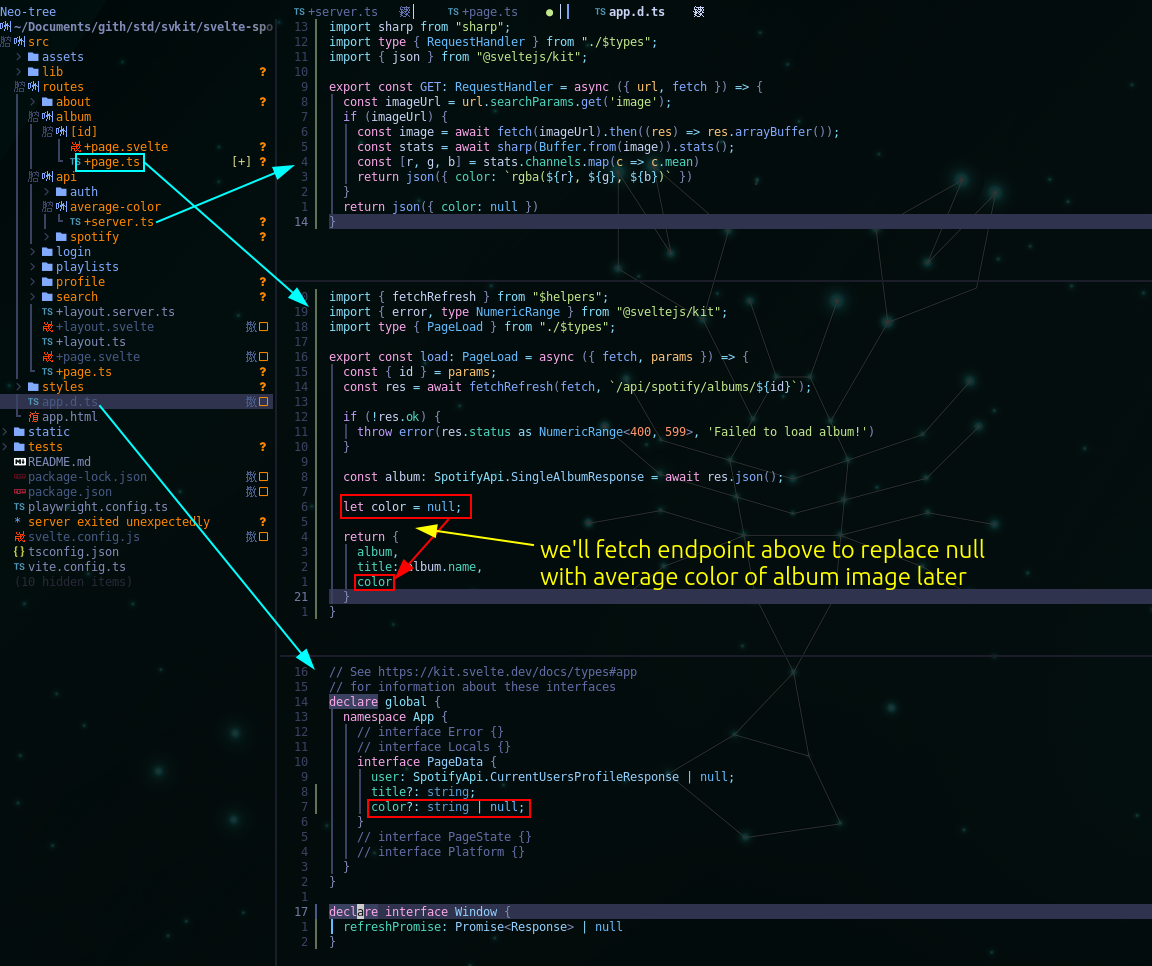 Neo-tree
~/Documents/gith/std/svkit/svelte-spo
src
assets
lib ?
routes
about ?
album
[id]
+page.svelte ?
TS +page.ts [+] ?
api
auth
average-color
TS +server.ts ?
spotify ?
login
playlists
profile ?
search ?
TS +layout.server.ts
+layout.svelte
TS +layout.ts
+page.svelte
TS +page.ts ?
styles ?
TS app.d.ts
app.html
static
tests ?
README.md
package-lock.json
package.json
TS playwright.config.ts
* server exited unexpectedly ?
svelte.config.js
{} tsconfig.json
TS vite.config.ts
(10 hidden items)
TS +server.ts TS +page.ts ● TS app.d.ts
13 import sharp from "sharp";
12 import type { RequestHandler } from "./$types";
11 import { json } from "@sveltejs/kit";
10
9 export const GET: RequestHandler = async ({ url, fetch }) => {
8 const imageUrl = url.searchParams.get('image');
7 if (imageUrl) {
6 const image = await fetch(imageUrl).then((res) => res.arrayBuffer());
5 const stats = await sharp(Buffer.from(image)).stats();
4 const [r, g, b] = stats.channels.map(c => c.mean)
3 return json({ color: `rgba(${r}, ${g}, ${b})` })
2 }
1 return json({ color: null })
14 }
import { fetchRefresh } from "$helpers";
19 import { error, type NumericRange } from "@sveltejs/kit";
18 import type { PageLoad } from "./$types";
17
16 export const load: PageLoad = async ({ fetch, params }) => {
15 const { id } = params;
14 const res = await fetchRefresh(fetch, `/api/spotify/albums/${id}`);
13
12 if (!res.ok) {
11 throw error(res.status as NumericRange<400, 599>, 'Failed to load album!')
10 }
9
8 const album: SpotifyApi.SingleAlbumResponse = await res.json();
7
6 let color = null;
5
4 return {
3 album,
2 title: album.name,
1 color
21 }
1 }
we'll fetch endpoint above to replace null
with average color of album image later
16 // See https://kit.svelte.dev/docs/types#app
15 // for information about these interfaces
14 declare global {
13 namespace App {
12 // interface Error {}
11 // interface Locals {}
10 interface PageData {
9 user: SpotifyApi.CurrentUsersProfileResponse | null;
8 title?: string;
7 color?: string | null;
6 }
5 // interface PageState {}
4 // interface Platform {}
3 }
2 }
1
17 declare interface Window {
1 refreshPromise: Promise<Response> | null
2 }